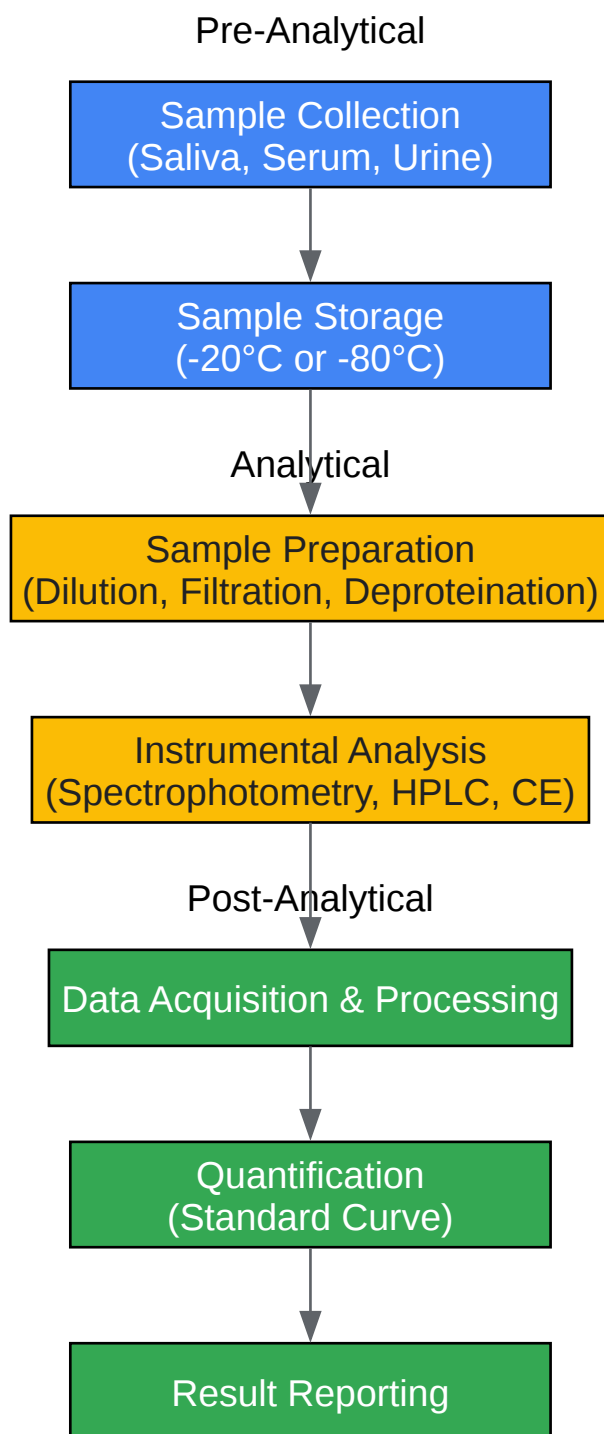 Pre-Analytical
Sample Collection
(Saliva, Serum, Urine)
Sample Storage
(-20°C or -80°C)
Analytical
Sample Preparation
(Dilution, Filtration, Deproteination)
Instrumental Analysis
(Spectrophotometry, HPLC, CE)
Post-Analytical
Data Acquisition & Processing
Quantification
(Standard Curve)
Result Reporting